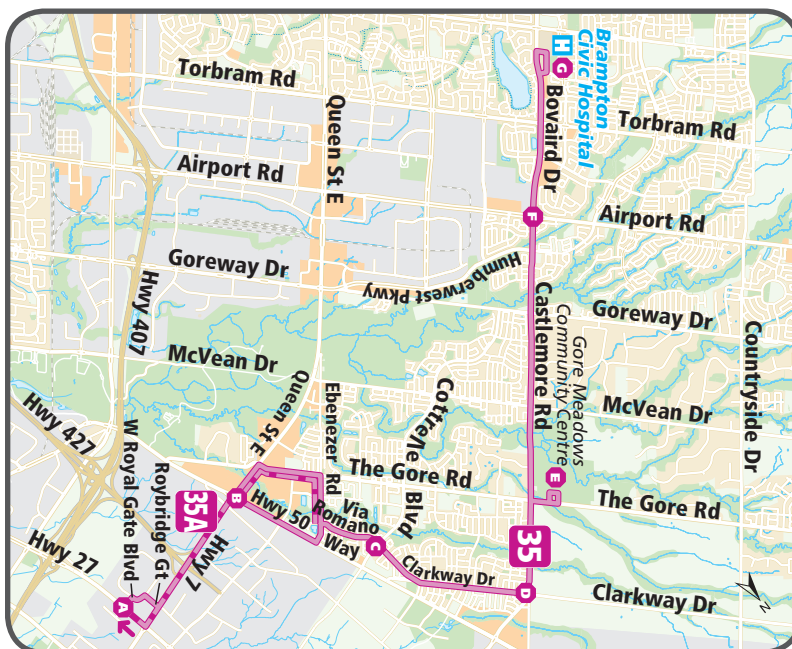 Brampton
Civic Hospital
H
G
Bovaird Dr
Torbram Rd
Torbram Rd
Queen St E
Airport Rd
F
Airport Rd
Goreway Dr
Humberwest Pkwy
Castlemore Rd
Goreway Dr
Gore Meadows
Community Centre
Countryside Dr
Hwy 407
McVean Dr
McVean Dr
Queen St E
Ebenezer Rd
Cottrelle Blvd
Hwy 427
W Royal Gate Blvd
Roybridge Gt
The Gore Rd
E
The Gore Rd
35A
B
Hwy 50
Via
Romano
Way
C
35
Hwy 27
Hwy 7
Clarkway Dr
D
Clarkway Dr
A
N